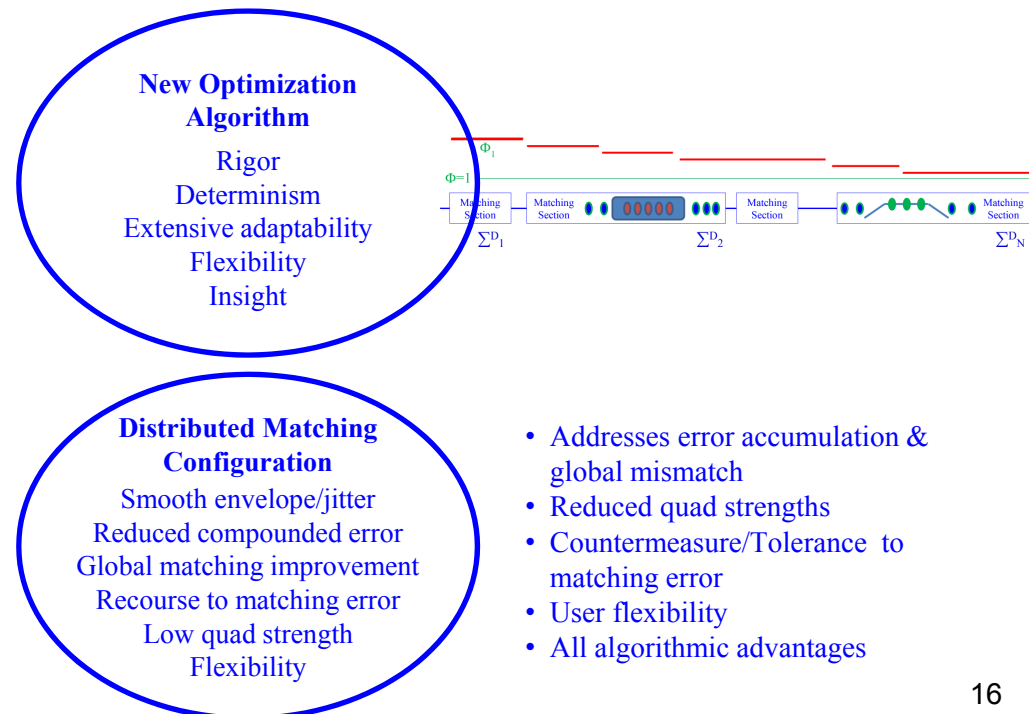 New Optimization
Algorithm
Rigor
Determinism
Extensive adaptability
Flexibility
Insight
Φ₁
Φ=1
Matching
Section
Matching
Section
Matching
Section
Matching
Section
∑ᴰ₁
∑ᴰ₂
∑ᴰN
Distributed Matching
Configuration
Smooth envelope/jitter
Reduced compounded error
Global matching improvement
Recourse to matching error
Low quad strength
Flexibility
• Addresses error accumulation &
global mismatch
• Reduced quad strengths
• Countermeasure/Tolerance to
matching error
• User flexibility
• All algorithmic advantages
16